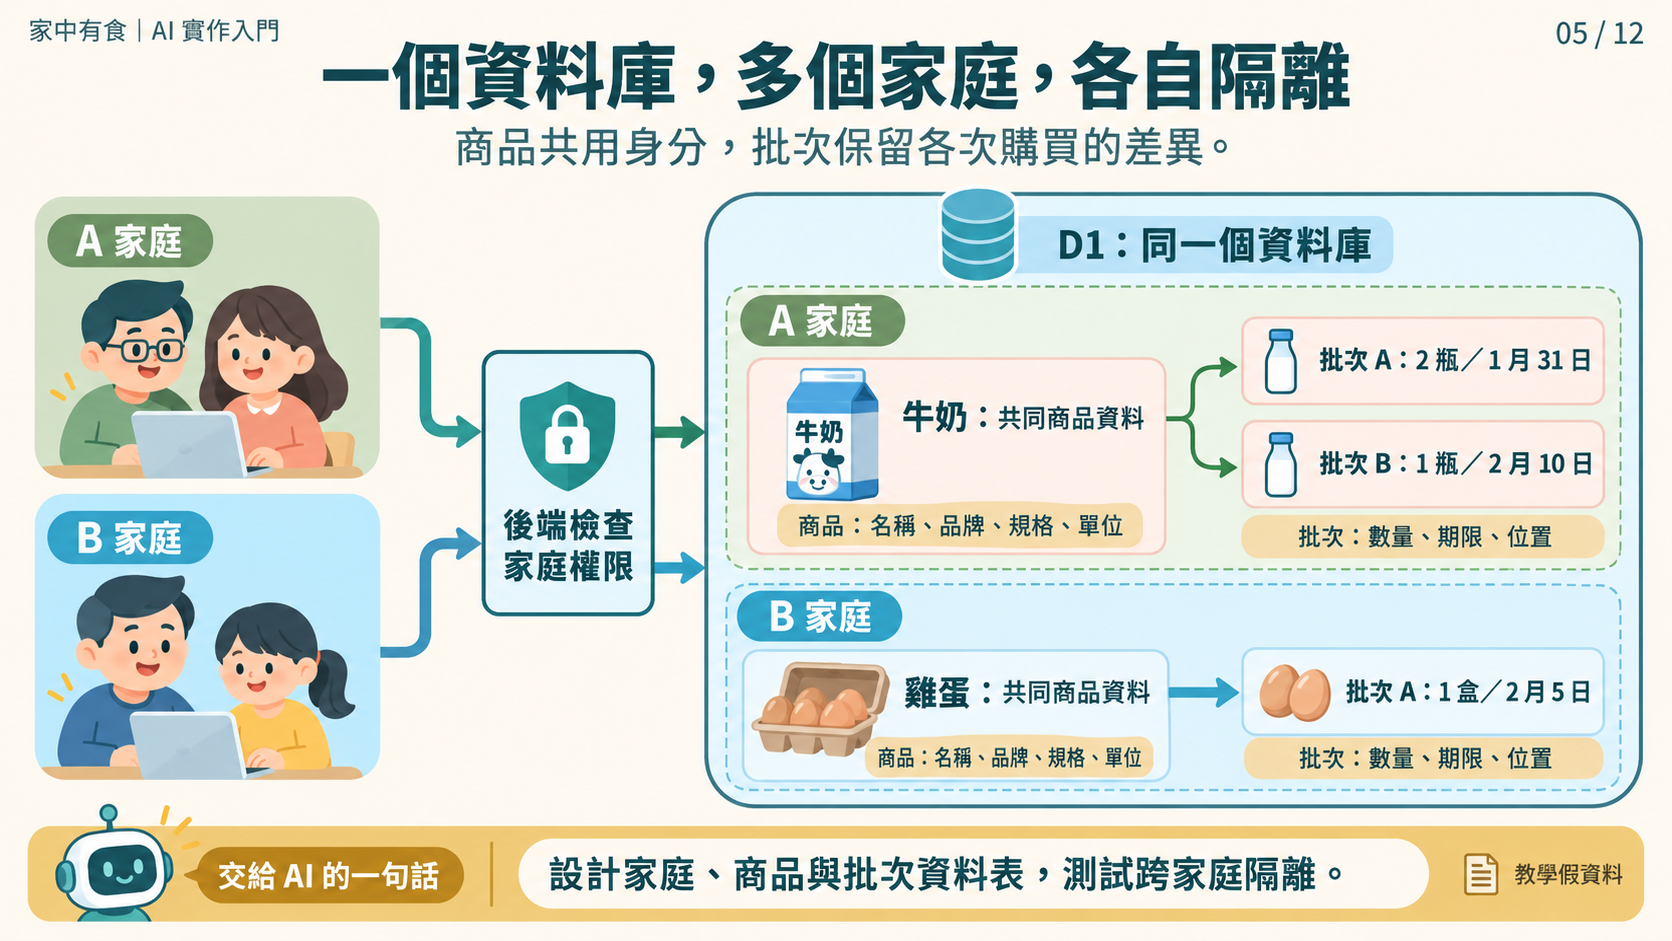 家中有食｜AI 實作入門
05 / 12
一個資料庫，多個家庭，各自隔離
商品共用身分，批次保留各次購買的差異。
A 家庭
B 家庭
後端檢查
家庭權限
D1：同一個資料庫
A 家庭
牛奶
牛奶：共同商品資料
商品：名稱、品牌、規格、單位
批次 A：2 瓶／1 月 31 日
批次 B：1 瓶／2 月 10 日
批次：數量、期限、位置
B 家庭
雞蛋：共同商品資料
商品：名稱、品牌、規格、單位
批次 A：1 盒／2 月 5 日
批次：數量、期限、位置
交給 AI 的一句話
設計家庭、商品與批次資料表，測試跨家庭隔離。
教學假資料